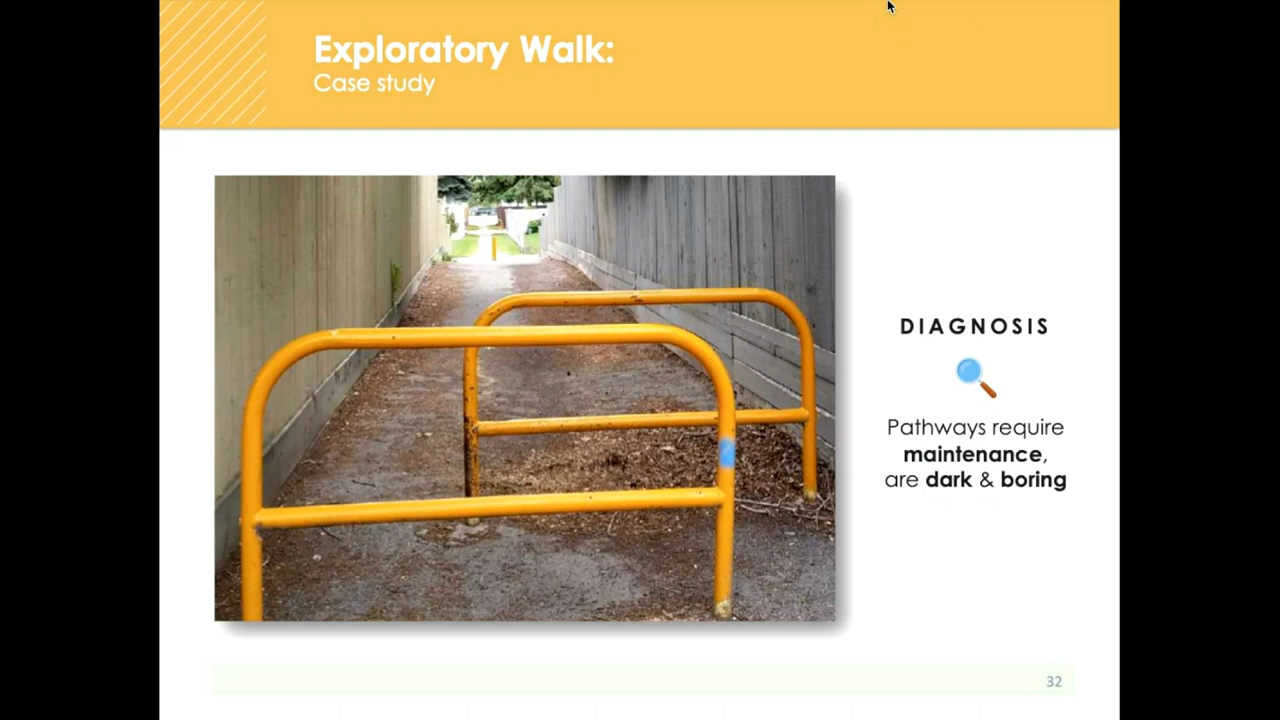 Exploratory Walk:
Case study
DIAGNOSIS
Pathways require
maintenance,
are dark & boring
32